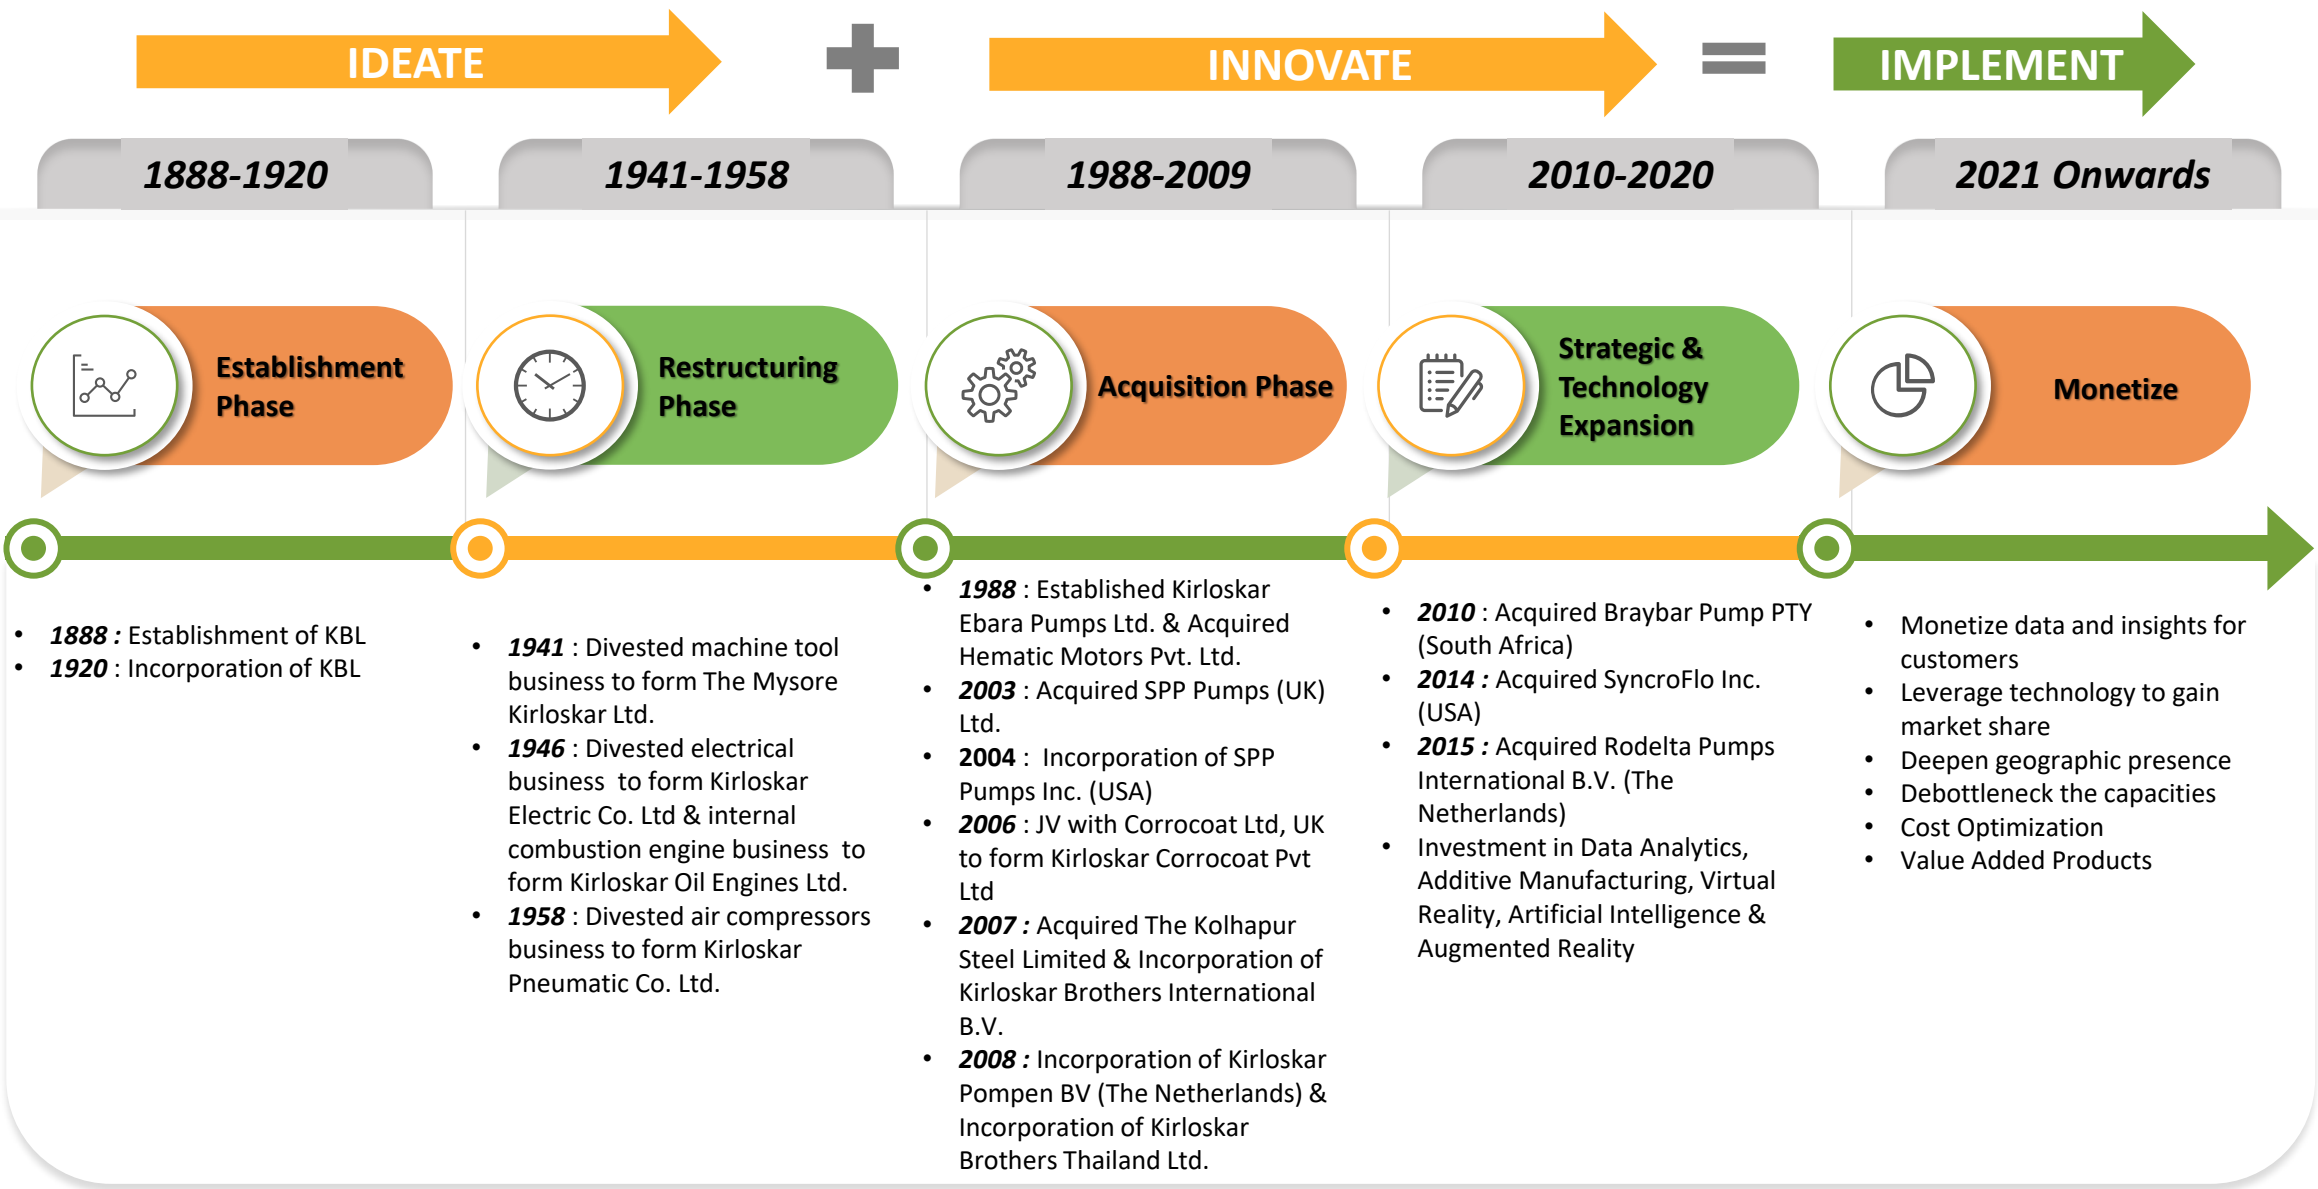 IDEATE
INNOVATE
IMPLEMENT
1888-1920
1941-1958
1988-2009
2010-2020
2021 Onwards
Establishment
Phase
Restructuring
Phase
Acquisition Phase
Strategic &
Technology
Expansion
Monetize
• 1888 : Establishment of KBL
• 1920 : Incorporation of KBL
• 1941 : Divested machine tool
business to form The Mysore
Kirloskar Ltd.
• 1946 : Divested electrical
business to form Kirloskar
Electric Co. Ltd & internal
combustion engine business to
form Kirloskar Oil Engines Ltd.
• 1958 : Divested air compressors
business to form Kirloskar
Pneumatic Co. Ltd.
• 1988 : Established Kirloskar
Ebara Pumps Ltd. & Acquired
Hematic Motors Pvt. Ltd.
• 2003 : Acquired SPP Pumps (UK)
Ltd.
• 2004 : Incorporation of SPP
Pumps Inc. (USA)
• 2006 : JV with Corrocoat Ltd, UK
to form Kirloskar Corrocoat Pvt
Ltd
• 2007 : Acquired The Kolhapur
Steel Limited & Incorporation of
Kirloskar Brothers International
B.V.
• 2008 : Incorporation of Kirloskar
Pompen BV (The Netherlands) &
Incorporation of Kirloskar
Brothers Thailand Ltd.
• 2010 : Acquired Braybar Pump PTY
(South Africa)
• 2014 : Acquired SyncroFlo Inc.
(USA)
• 2015 : Acquired Rodelta Pumps
International B.V. (The
Netherlands)
• Investment in Data Analytics,
Additive Manufacturing, Virtual
Reality, Artificial Intelligence &
Augmented Reality
• Monetize data and insights for
customers
• Leverage technology to gain
market share
• Deepen geographic presence
• Debottleneck the capacities
• Cost Optimization
• Value Added Products